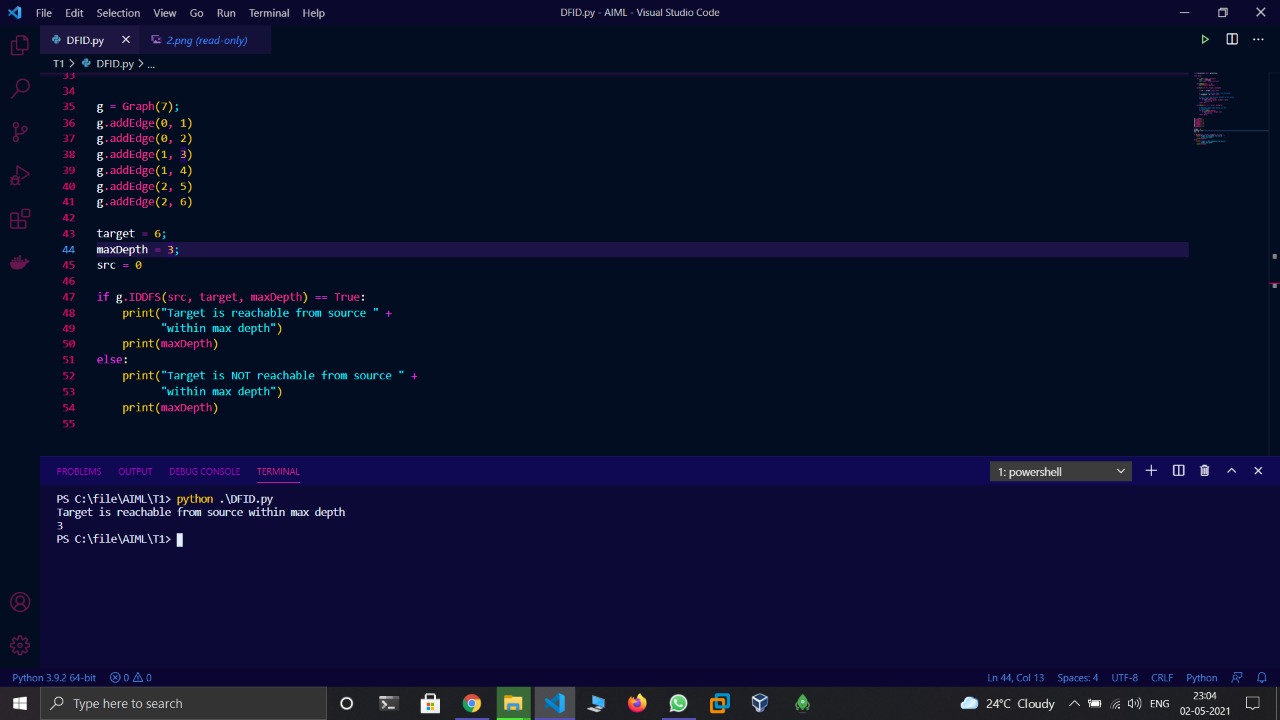 File Edit Selection View Go Run Terminal Help DFID.py - AIML - Visual Studio Code
DFID.py 2.png (read-only)
T1 > DFID.py > ...
33
34
35 g = Graph(7);
36 g.addEdge(0, 1)
37 g.addEdge(0, 2)
38 g.addEdge(1, 3)
39 g.addEdge(1, 4)
40 g.addEdge(2, 5)
41 g.addEdge(2, 6)
42
43 target = 6;
44 maxDepth = 3;
45 src = 0
46
47 if g.IDDFS(src, target, maxDepth) == True:
48 print("Target is reachable from source " +
49 "within max depth")
50 print(maxDepth)
51 else:
52 print("Target is NOT reachable from source " +
53 "within max depth")
54 print(maxDepth)
55
PROBLEMS OUTPUT DEBUG CONSOLE TERMINAL 1: powershell
PS C:\file\AIML\T1> python .\DFID.py
Target is reachable from source within max depth
3
PS C:\file\AIML\T1>
Python 3.9.2 64-bit 0 0 Ln 44, Col 13 Spaces: 4 UTF-8 CRLF Python
Type here to search 24°C Cloudy ENG 23:04
02-05-2021